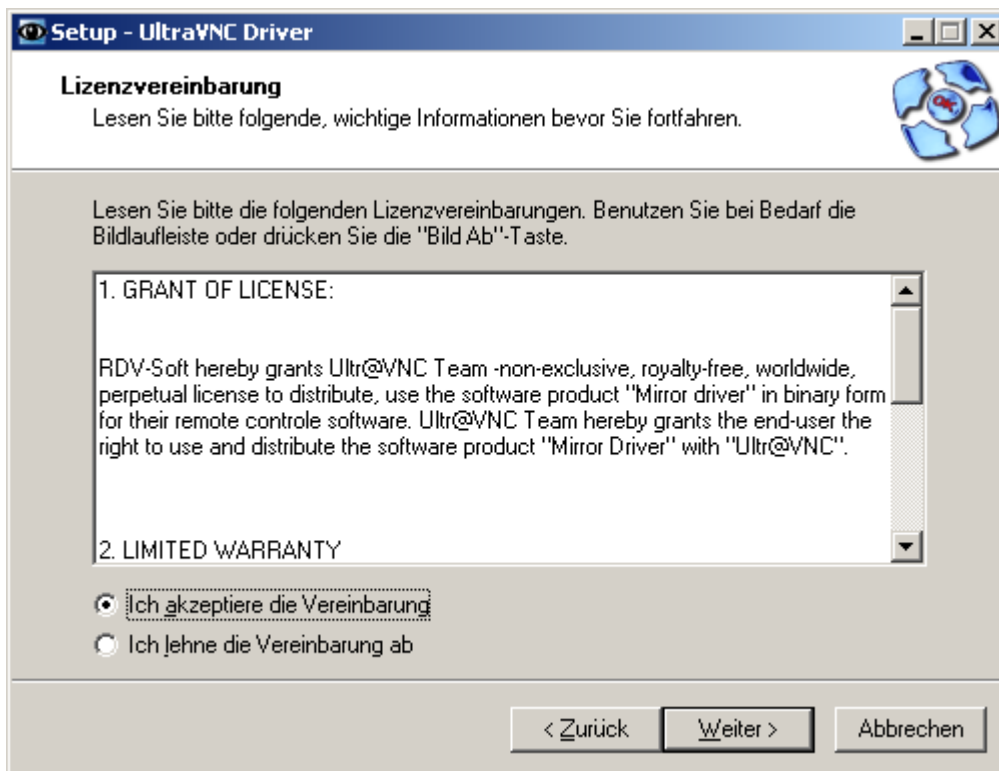 Setup - UltraVNC Driver
Lizenzvereinbarung
Lesen Sie bitte folgende, wichtige Informationen bevor Sie fortfahren.
OK
Lesen Sie bitte die folgenden Lizenzvereinbarungen. Benutzen Sie bei Bedarf die
Bildlaufleiste oder drücken Sie die "Bild Ab"-Taste.
1. GRANT OF LICENSE:
RDV-Soft hereby grants Ultr@VNC Team -non-exclusive, royalty-free, worldwide,
perpetual license to distribute, use the software product "Mirror driver" in binary form
for their remote controle software. Ultr@VNC Team hereby grants the end-user the
right to use and distribute the software product "Mirror Driver" with "Ultr@VNC".
2. LIMITED WARRANTY
Ich akzeptiere die Vereinbarung
Ich lehne die Vereinbarung ab
< Zurück
Weiter >
Abbrechen